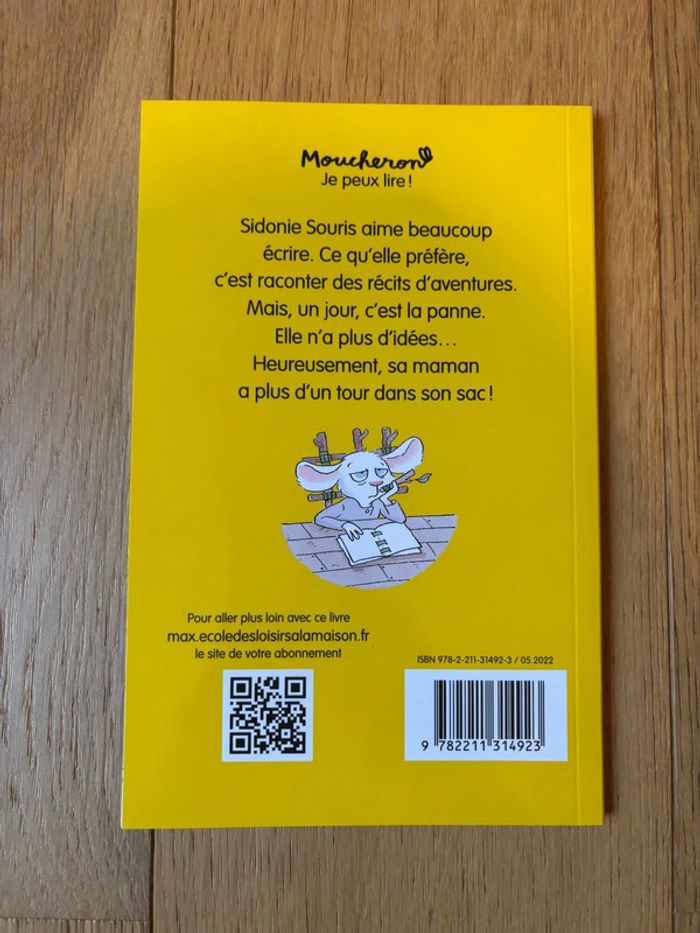 Moucheron
Je peux lire !
Sidonie Souris aime beaucoup
écrire. Ce qu'elle préfère,
c'est raconter des récits d'aventures.
Mais, un jour, c'est la panne.
Elle n'a plus d'idées...
Heureusement, sa maman
a plus d'un tour dans son sac !
Pour aller plus loin avec ce livre
max.ecoledesloisirsalamaison.fr
le site de votre abonnement
ISBN 978-2-211-31492-3 / 05.2022
9 782211 314923